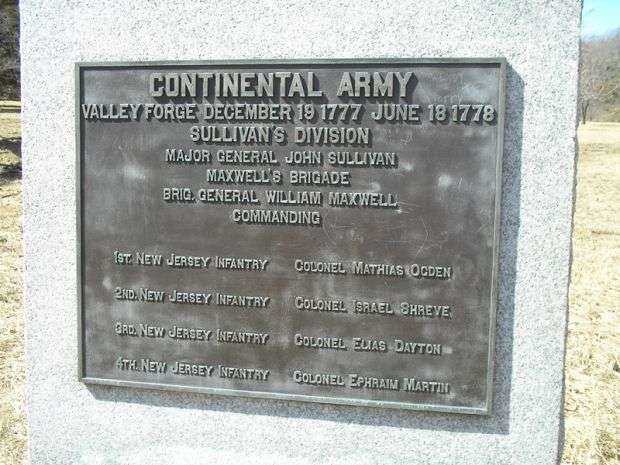 CONTINENTAL ARMY
VALLEY FORGE DECEMBER 19 1777 JUNE 18 1778
SULLIVAN'S DIVISION
MAJOR GENERAL JOHN SULLIVAN
MAXWELL'S BRIGADE
BRIG. GENERAL WILLIAM MAXWELL,
COMMANDING
1ST. NEW JERSEY INFANTRY COLONEL MATHIAS OGDEN
2ND. NEW JERSEY INFANTRY COLONEL ISRAEL SHREVE,
3RD. NEW JERSEY INFANTRY COLONEL ELIAS DAYTON
4TH. NEW JERSEY INFANTRY COLONEL EPHRAIM MARTIN